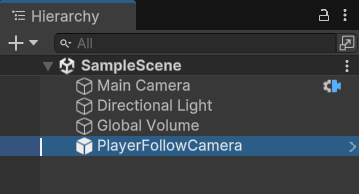 Hierarchy
All
SampleScene
Main Camera
Directional Light
Global Volume
PlayerFollowCamera